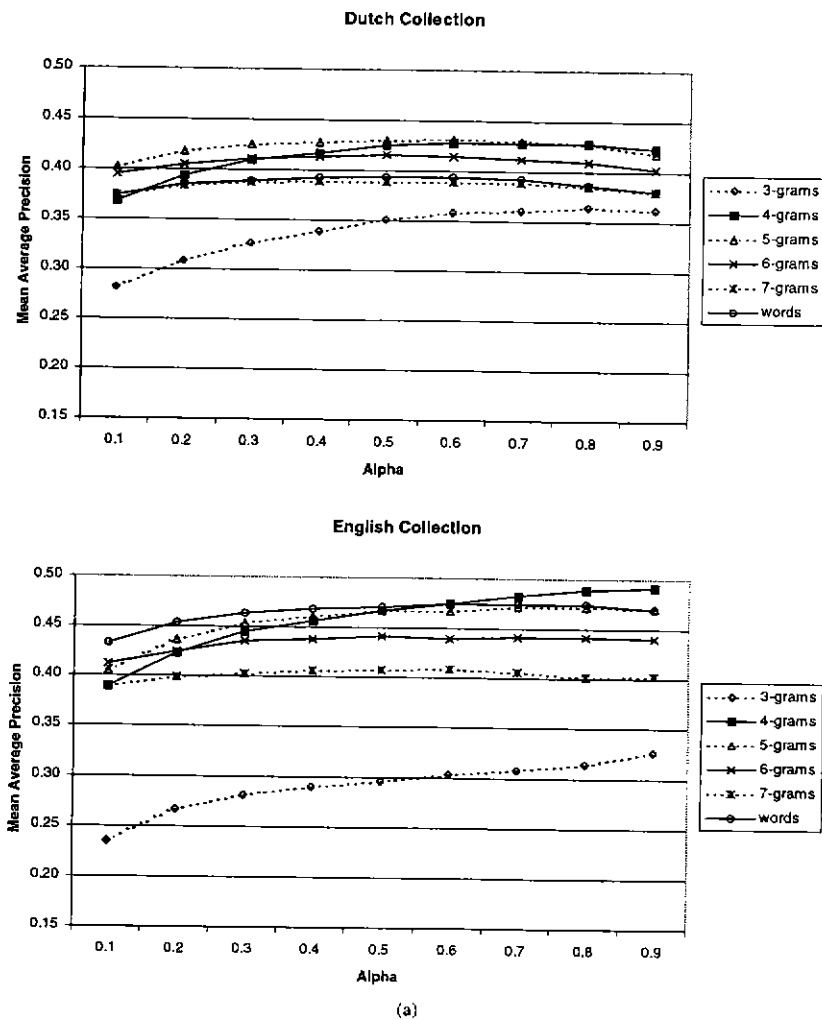 Dutch Collection
0.50
0.45
0.40
0.35
0.30
0.25
0.20
0.15
Mean Average Precision
0.1 0.2 0.3 0.4 0.5 0.6 0.7 0.8 0.9
Alpha
3-grams
4-grams
5-grams
6-grams
7-grams
words
English Collection
0.50
0.45
0.40
0.35
0.30
0.25
0.20
0.15
Mean Average Precision
0.1 0.2 0.3 0.4 0.5 0.6 0.7 0.8 0.9
Alpha
3-grams
4-grams
5-grams
6-grams
7-grams
words
(a)